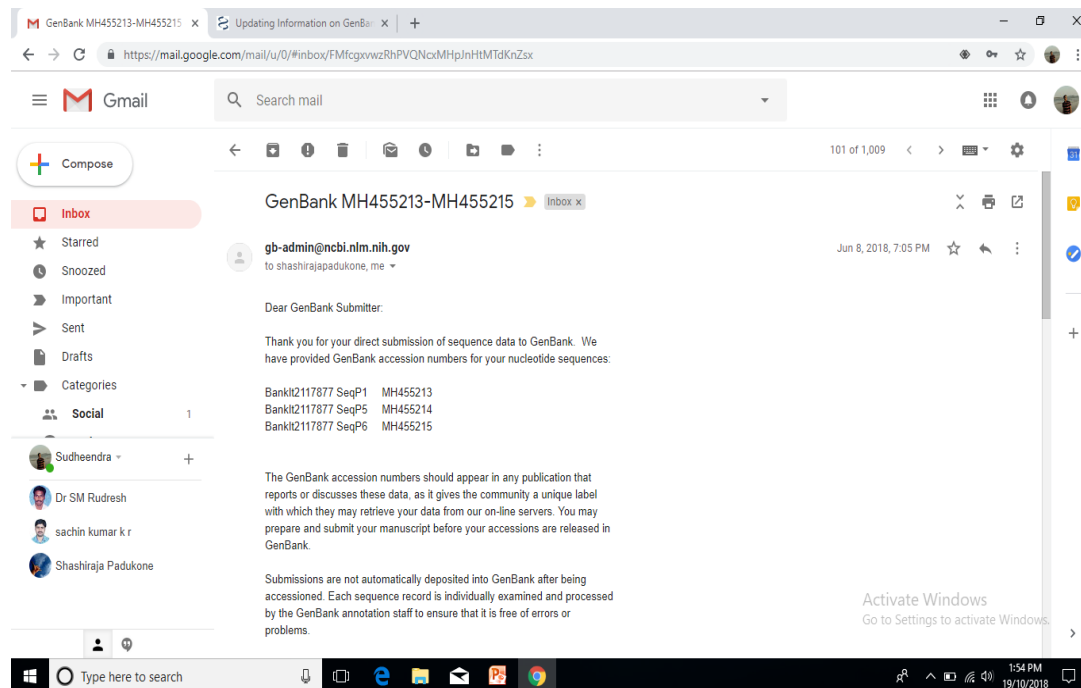 GenBank MH455213-MH455215
Updating Information on GenBan
https://mail.google.com/mail/u/0/#inbox/FMfcgxvwzRhPVQNcxMHpJnHtMTdKnZsx
Gmail
Search mail
Compose
101 of 1,009
Inbox
Starred
Snoozed
Important
Sent
Drafts
Categories
Social 1
Sudheendra
Dr SM Rudresh
sachin kumar k r
Shashiraja Padukone
GenBank MH455213-MH455215 Inbox x
gb-admin@ncbi.nlm.nih.gov Jun 8, 2018, 7:05 PM
to shashirajapadukone, me
Dear GenBank Submitter:
Thank you for your direct submission of sequence data to GenBank. We
have provided GenBank accession numbers for your nucleotide sequences:
BankIt2117877 SeqP1 MH455213
BankIt2117877 SeqP5 MH455214
BankIt2117877 SeqP6 MH455215
The GenBank accession numbers should appear in any publication that
reports or discusses these data, as it gives the community a unique label
with which they may retrieve your data from our on-line servers. You may
prepare and submit your manuscript before your accessions are released in
GenBank.
Submissions are not automatically deposited into GenBank after being
accessioned. Each sequence record is individually examined and processed
by the GenBank annotation staff to ensure that it is free of errors or
problems.
31
Activate Windows
Go to Settings to activate Windows.
Type here to search
1:54 PM
19/10/2018